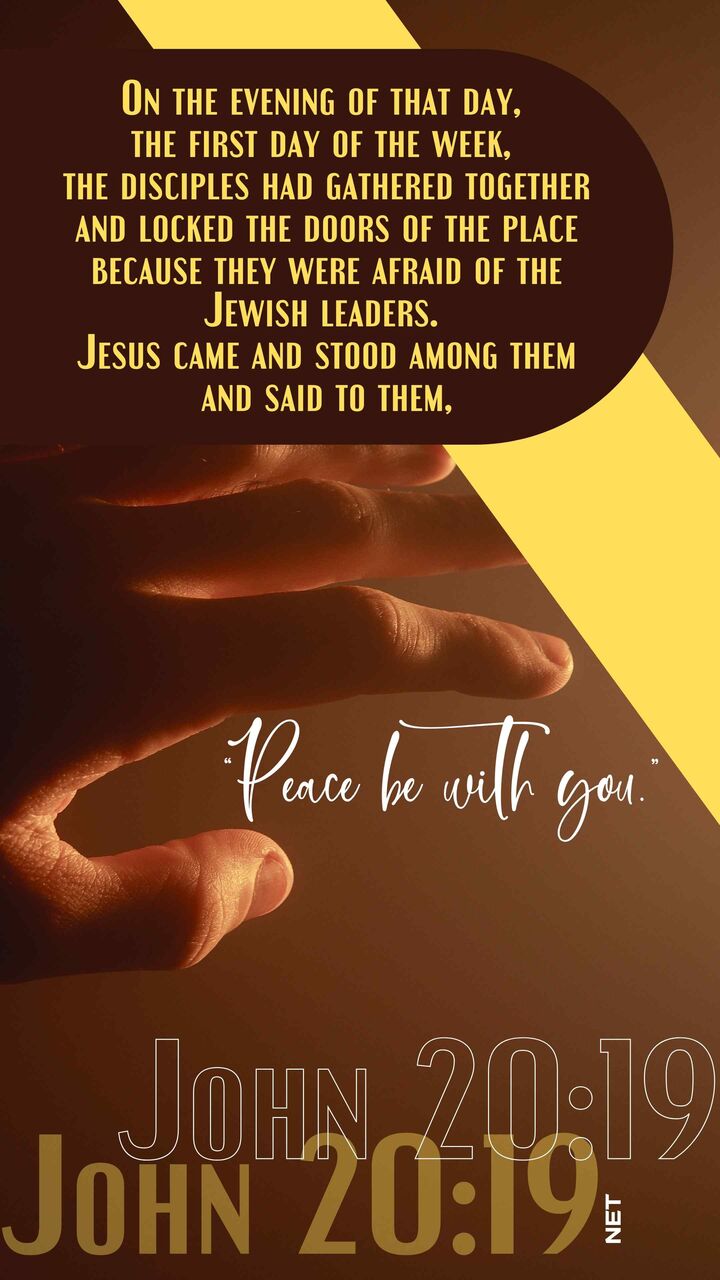 On the evening of that day,
the first day of the week,
the disciples had gathered together
and locked the doors of the place
because they were afraid of the
Jewish leaders.
Jesus came and stood among them
and said to them,
“Peace be with you.”
John 20:19
John 20:19
NET